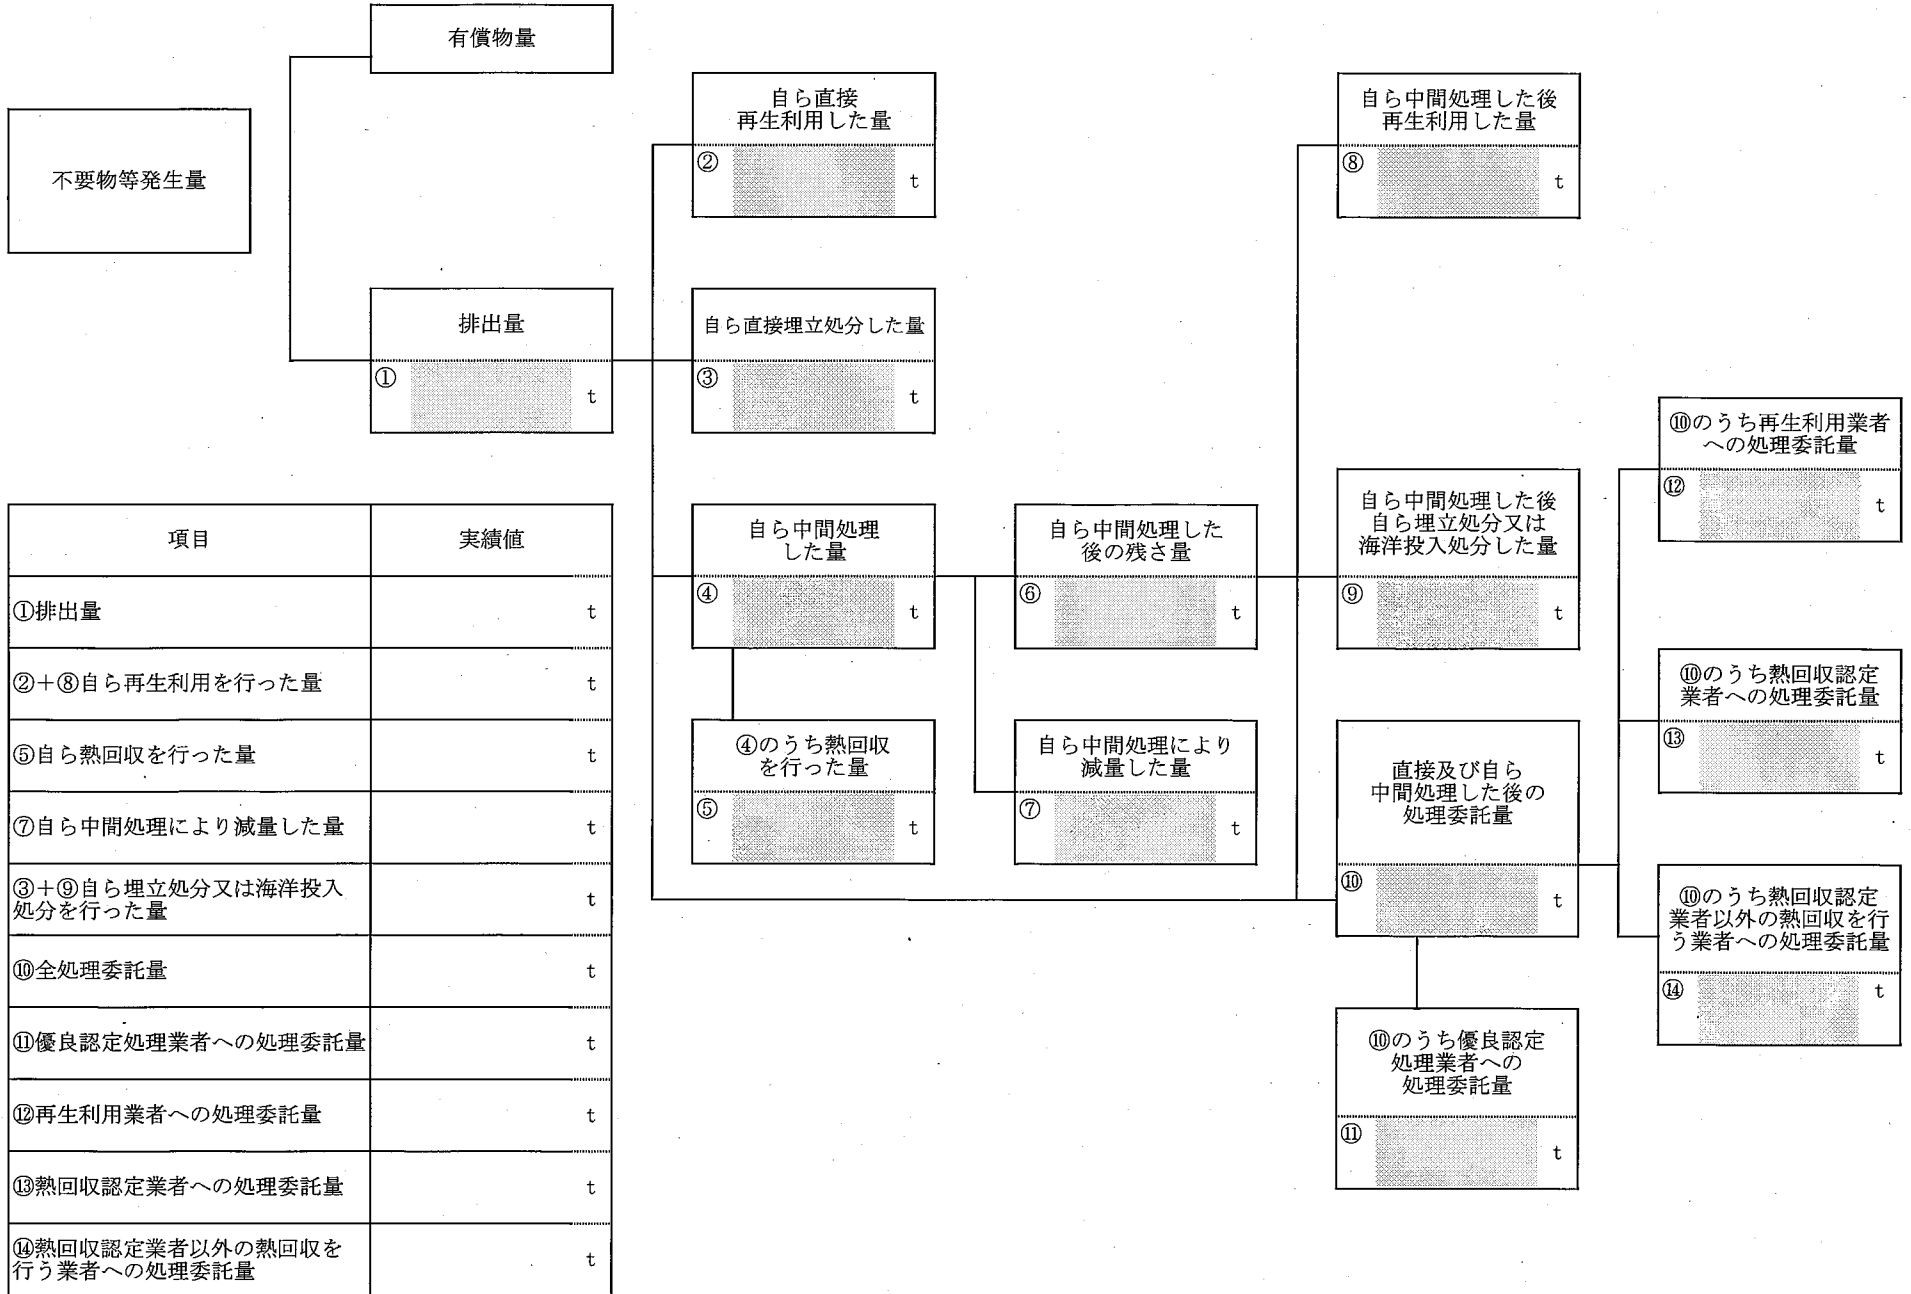 有償物量
不要物等発生量
排出量
① t
自ら直接
再生利用した量
② t
自ら直接埋立処分した量
③ t
自ら中間処理
した量
④ t
④のうち熱回収
を行った量
⑤ t
自ら中間処理した
後の残さ量
⑥ t
自ら中間処理により
減量した量
⑦ t
自ら中間処理した後
再生利用した量
⑧ t
自ら中間処理した後
自ら埋立処分又は
海洋投入処分した量
⑨ t
直接及び自ら
中間処理した後の
処理委託量
⑩ t
⑩のうち優良認定
処理業者への
処理委託量
⑪ t
⑩のうち再生利用業者
への処理委託量
⑫ t
⑩のうち熱回収認定
業者への処理委託量
⑬ t
⑩のうち熱回収認定
業者以外の熱回収を行
う業者への処理委託量
⑭ t
項目 実績値
①排出量 t
②+⑧自ら再生利用を行った量 t
⑤自ら熱回収を行った量 t
⑦自ら中間処理により減量した量 t
③+⑨自ら埋立処分又は海洋投入
処分を行った量 t
⑩全処理委託量 t
⑪優良認定処理業者への処理委託量 t
⑫再生利用業者への処理委託量 t
⑬熱回収認定業者への処理委託量 t
⑭熱回収認定業者以外の熱回収を
行う業者への処理委託量 t